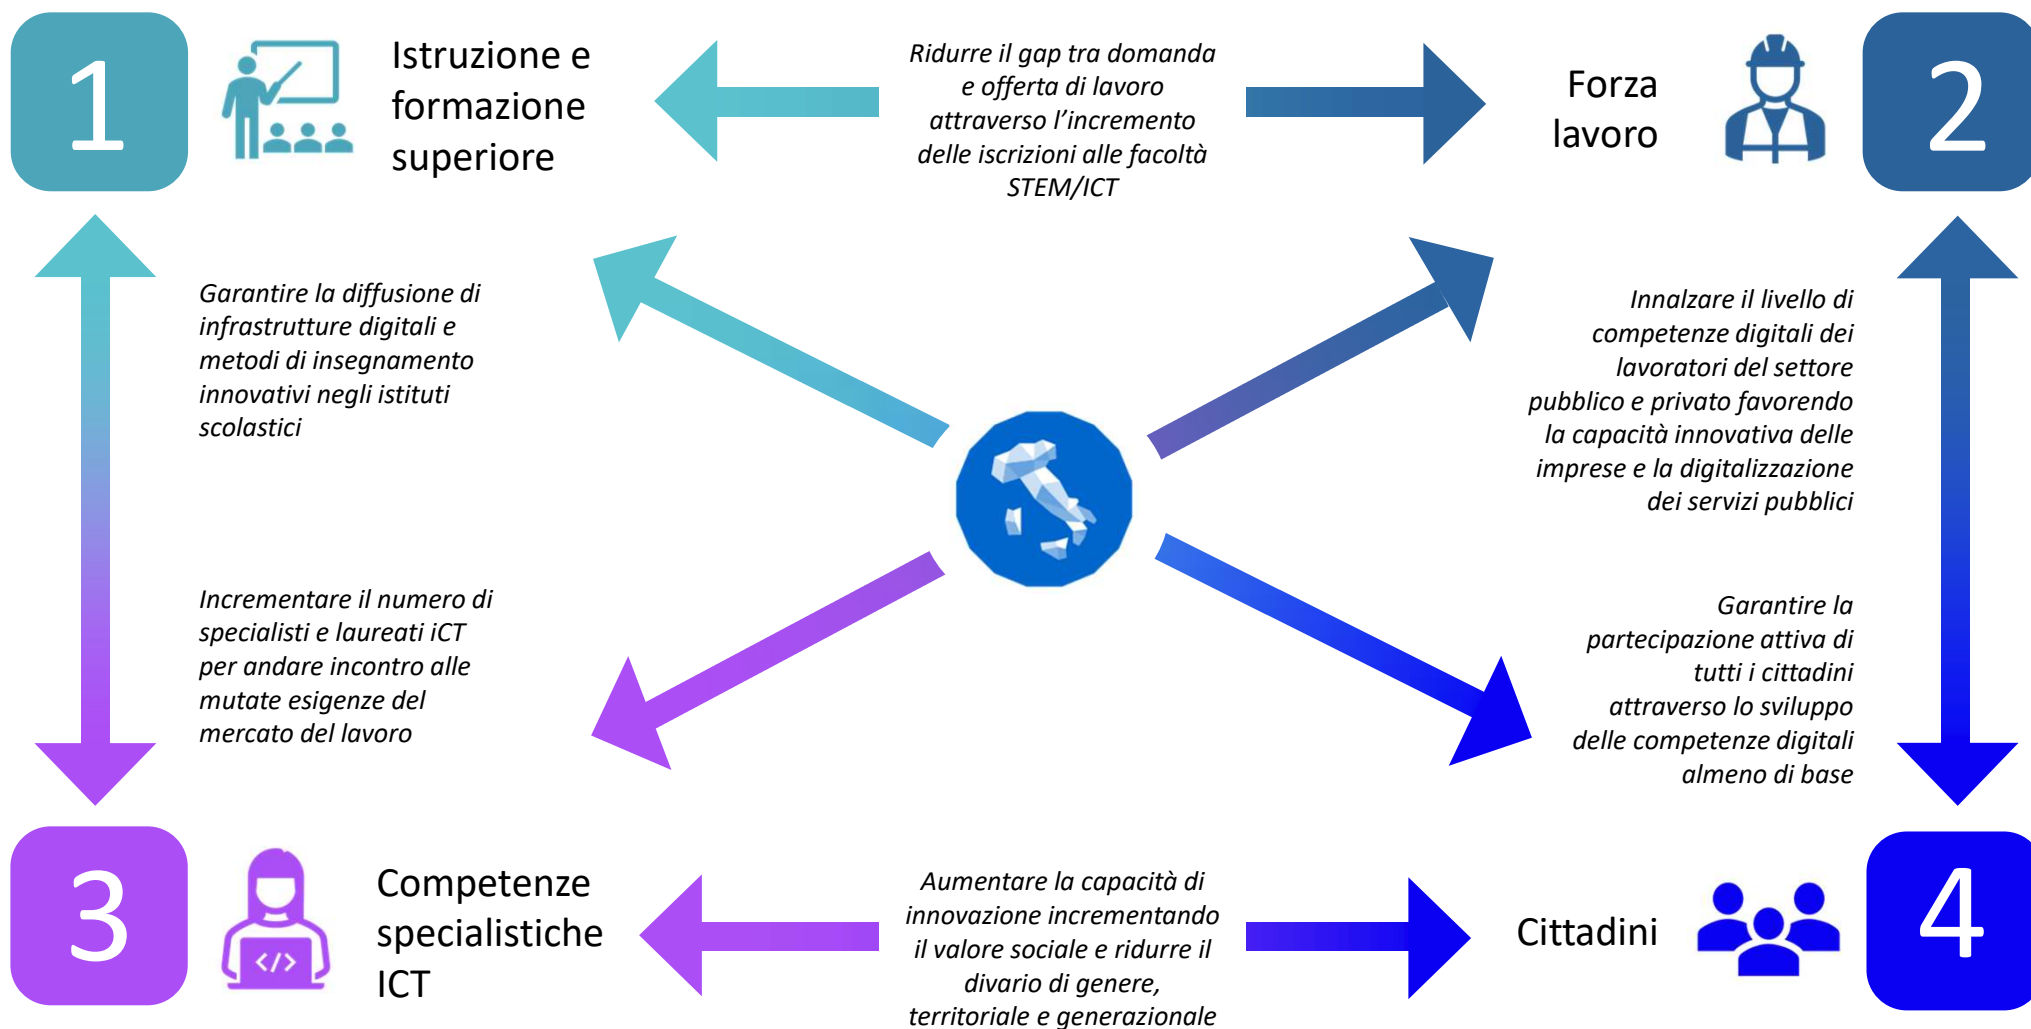 1
Istruzione e
formazione
superiore
Ridurre il gap tra domanda
e offerta di lavoro
attraverso l'incremento
delle iscrizioni alle facoltà
STEM/ICT
Forza
lavoro
2
Garantire la diffusione di
infrastrutture digitali e
metodi di insegnamento
innovativi negli istituti
scolastici
Innalzare il livello di
competenze digitali dei
lavoratori del settore
pubblico e privato favorendo
la capacità innovativa delle
imprese e la digitalizzazione
dei servizi pubblici
Incrementare il numero di
specialisti e laureati iCT
per andare incontro alle
mutate esigenze del
mercato del lavoro
Garantire la
partecipazione attiva di
tutti i cittadini
attraverso lo sviluppo
delle competenze digitali
almeno di base
3
</>
Competenze
specialistiche
ICT
Aumentare la capacità di
innovazione incrementando
il valore sociale e ridurre il
divario di genere,
territoriale e generazionale
Cittadini
4